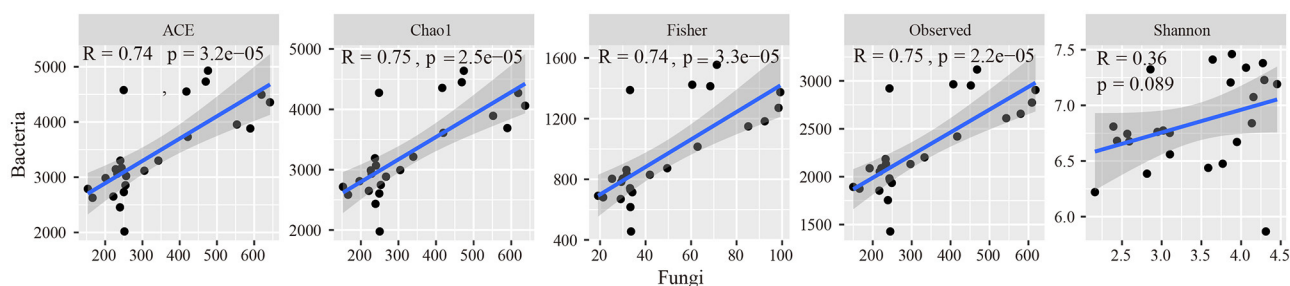 ACE
Chao1
Fisher
Observed
Shannon
R = 0.74 , p = 3.2e−05
R = 0.75 , p = 2.5e−05
R = 0.74 , p = 3.3e−05
R = 0.75 , p = 2.2e−05
R = 0.36
p = 0.089
Bacteria
5000
4000
3000
2000
5000
4000
3000
2000
1600
1200
800
400
3000
2500
2000
1500
7.5
7.0
6.5
6.0
200 300 400 500 600
200 300 400 500 600
20 40 60 80 100
200 300 400 500 600
2.5 3.0 3.5 4.0 4.5
Fungi